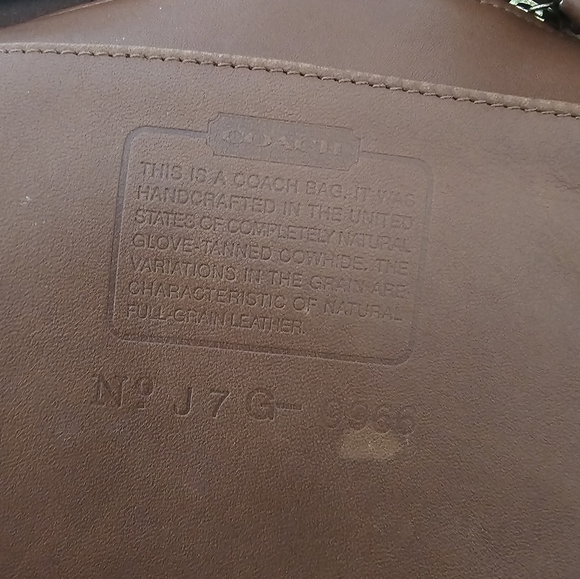 COACH
THIS IS A COACH BAG. IT WAS
HANDCRAFTED IN THE UNITED
STATES OF COMPLETELY NATURAL
GLOVE-TANNED COWHIDE. THE
VARIATIONS IN THE GRAIN ARE
CHARACTERISTIC OF NATURAL
FULL-GRAIN LEATHER.
Nº J7G-9966